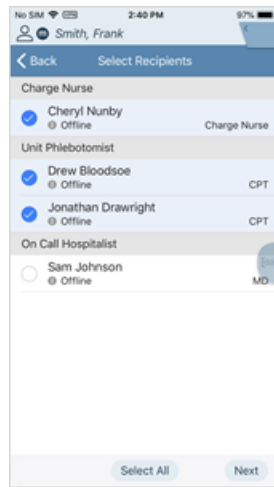 No SIM 2:40 PM 97%
Smith, Frank
Back Select Recipients
Charge Nurse
Cheryl Nunby
Offline Charge Nurse
Unit Phlebotomist
Drew Bloodsoe
Offline CPT
Jonathan Drawright
Offline CPT
On Call Hospitalist
Sam Johnson
Offline MD
Select All Next